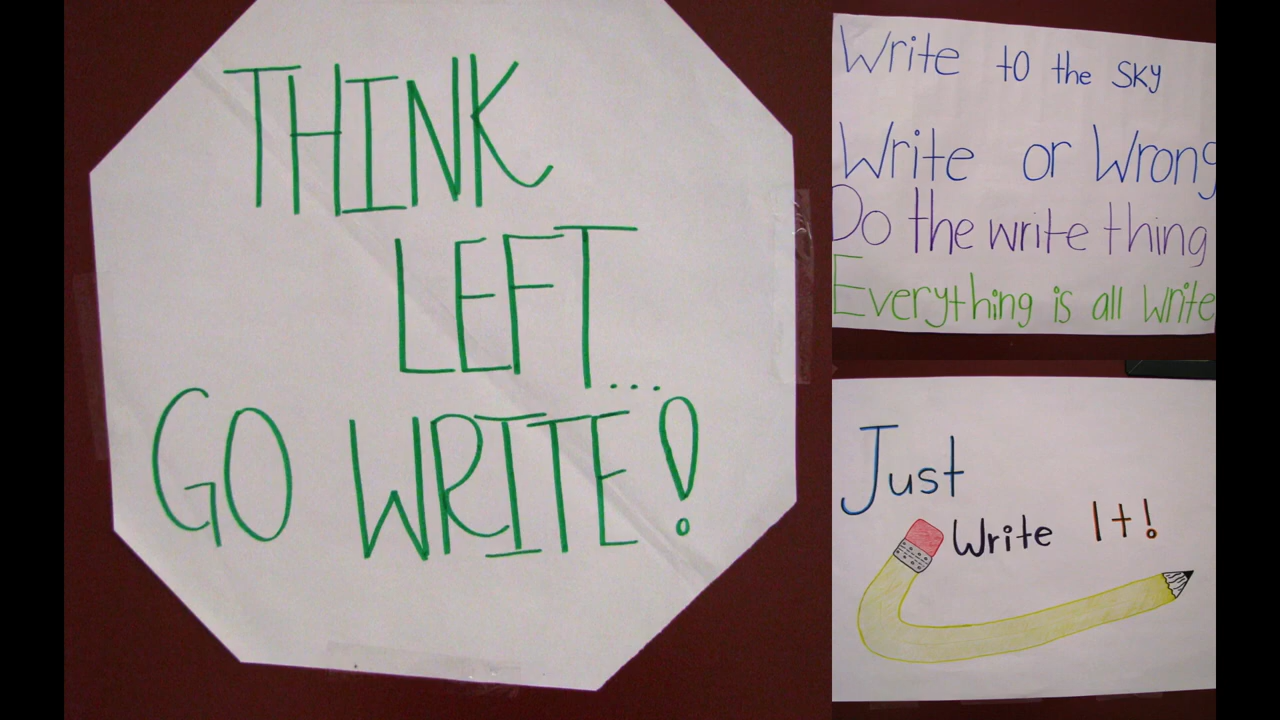 THINK
LEFT...
GO WRITE!
Write to the sky
Write or Wrong
Do the write thing
Everything is all write
Just
Write It!